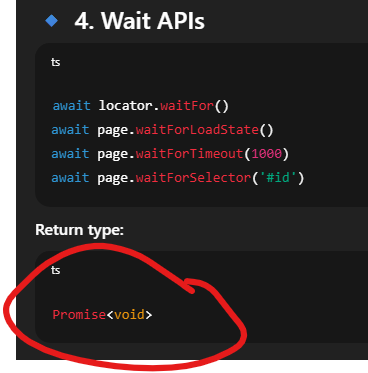 4. Wait APIs
ts
await locator.waitFor()
await page.waitForLoadState()
await page.waitForTimeout(1000)
await page.waitForSelector('#id')
Return type:
ts
Promise<void>